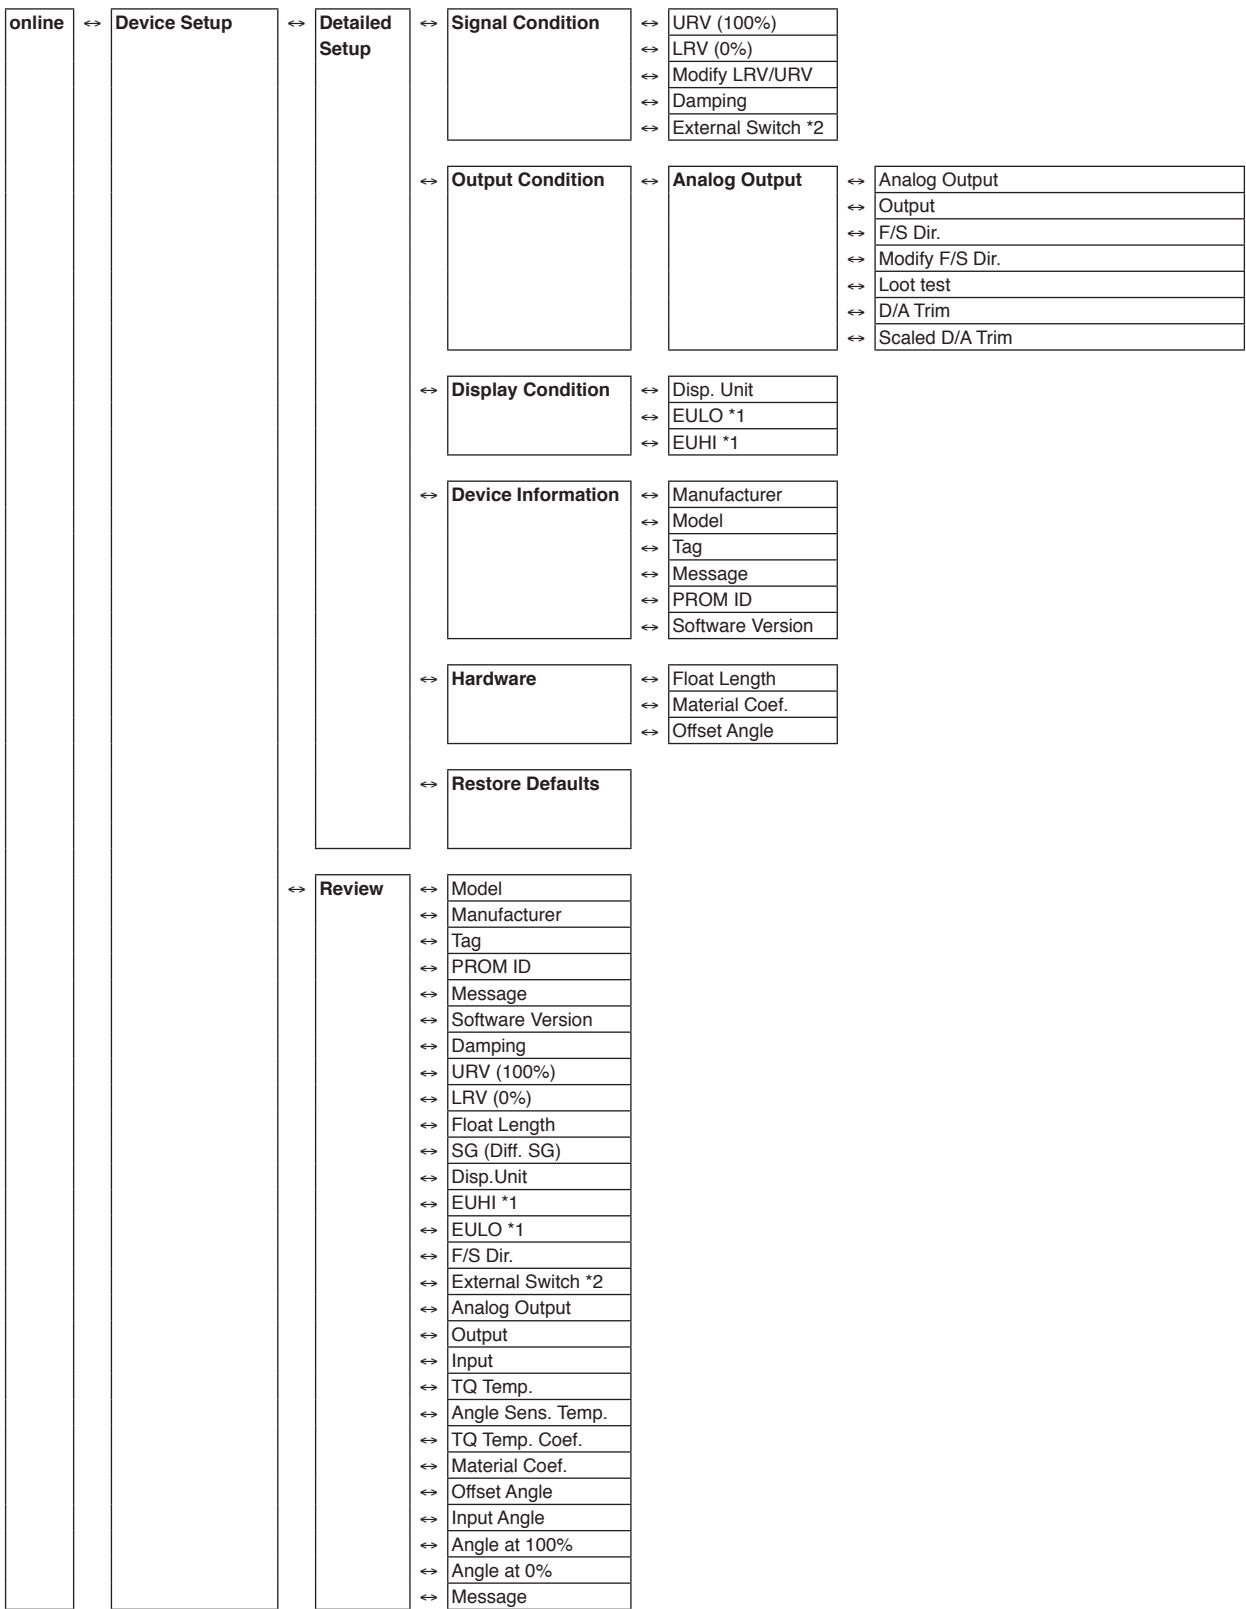 online ↔ Device Setup ↔ Detailed Setup ↔ Signal Condition ↔ URV (100%)
↔ LRV (0%)
↔ Modify LRV/URV
↔ Damping
↔ External Switch *2
↔ Output Condition ↔ Analog Output ↔ Analog Output
↔ Output
↔ F/S Dir.
↔ Modify F/S Dir.
↔ Loot test
↔ D/A Trim
↔ Scaled D/A Trim
↔ Display Condition ↔ Disp. Unit
↔ EULO *1
↔ EUHI *1
↔ Device Information ↔ Manufacturer
↔ Model
↔ Tag
↔ Message
↔ PROM ID
↔ Software Version
↔ Hardware ↔ Float Length
↔ Material Coef.
↔ Offset Angle
↔ Restore Defaults
↔ Review ↔ Model
↔ Manufacturer
↔ Tag
↔ PROM ID
↔ Message
↔ Software Version
↔ Damping
↔ URV (100%)
↔ LRV (0%)
↔ Float Length
↔ SG (Diff. SG)
↔ Disp.Unit
↔ EUHI *1
↔ EULO *1
↔ F/S Dir.
↔ External Switch *2
↔ Analog Output
↔ Output
↔ Input
↔ TQ Temp.
↔ Angle Sens. Temp.
↔ TQ Temp. Coef.
↔ Material Coef.
↔ Offset Angle
↔ Input Angle
↔ Angle at 100%
↔ Angle at 0%
↔ Message